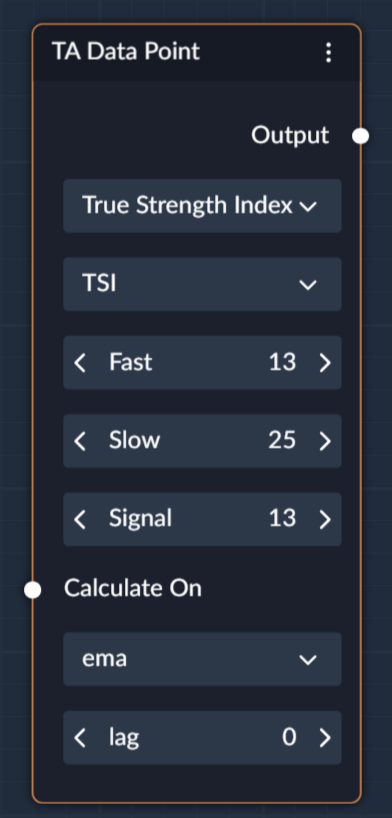 TA Data Point
Output
True Strength Index
TSI
Fast 13
Slow 25
Signal 13
Calculate On
ema
lag 0